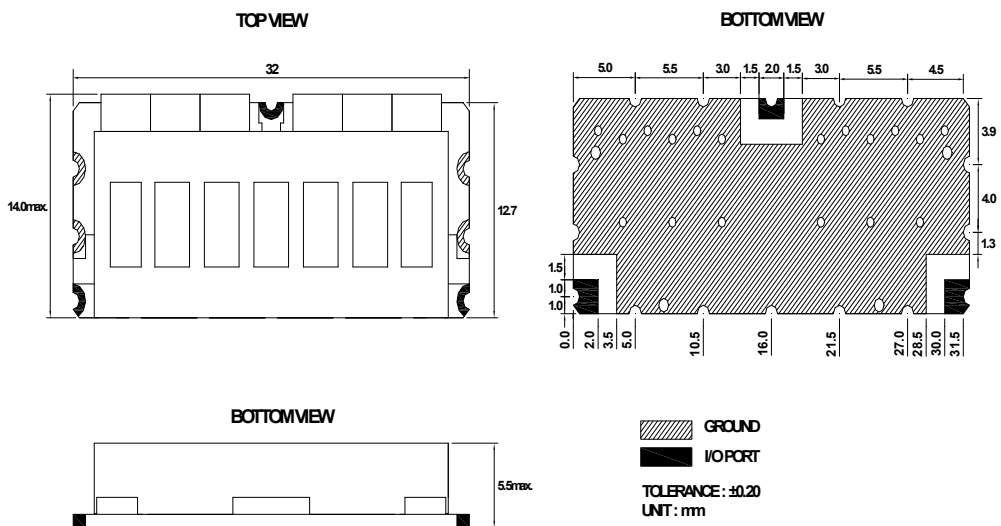 TOP VIEW
BOTTOM VIEW
32
14.0max.
12.7
5.0 5.5 3.0 1.5 2.0 1.5 3.0 5.5 4.5
3.9
4.0
1.3
1.5
1.0
1.0
0.0 2.0 3.5 5.0 10.5 16.0 21.5 27.0 28.5 30.0 31.5
BOTTOM VIEW
5.5max.
GROUND
I/O PORT
TOLERANCE : ±0.20
UNIT : mm